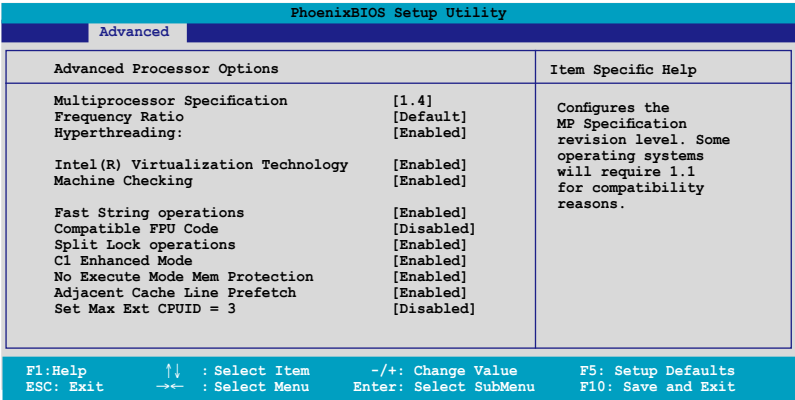 PhoenixBIOS Setup Utility
Advanced
Advanced Processor Options
Item Specific Help
Multiprocessor Specification [1.4]
Frequency Ratio [Default]
Hyperthreading: [Enabled]
Intel(R) Virtualization Technology [Enabled]
Machine Checking [Enabled]
Fast String operations [Enabled]
Compatible FPU Code [Disabled]
Split Lock operations [Enabled]
C1 Enhanced Mode [Enabled]
No Execute Mode Mem Protection [Enabled]
Adjacent Cache Line Prefetch [Enabled]
Set Max Ext CPUID = 3 [Disabled]
Configures the
MP Specification
revision level. Some
operating systems
will require 1.1
for compatibility
reasons.
F1:Help ↑↓ : Select Item -/+: Change Value F5: Setup Defaults
ESC: Exit →← : Select Menu Enter: Select SubMenu F10: Save and Exit